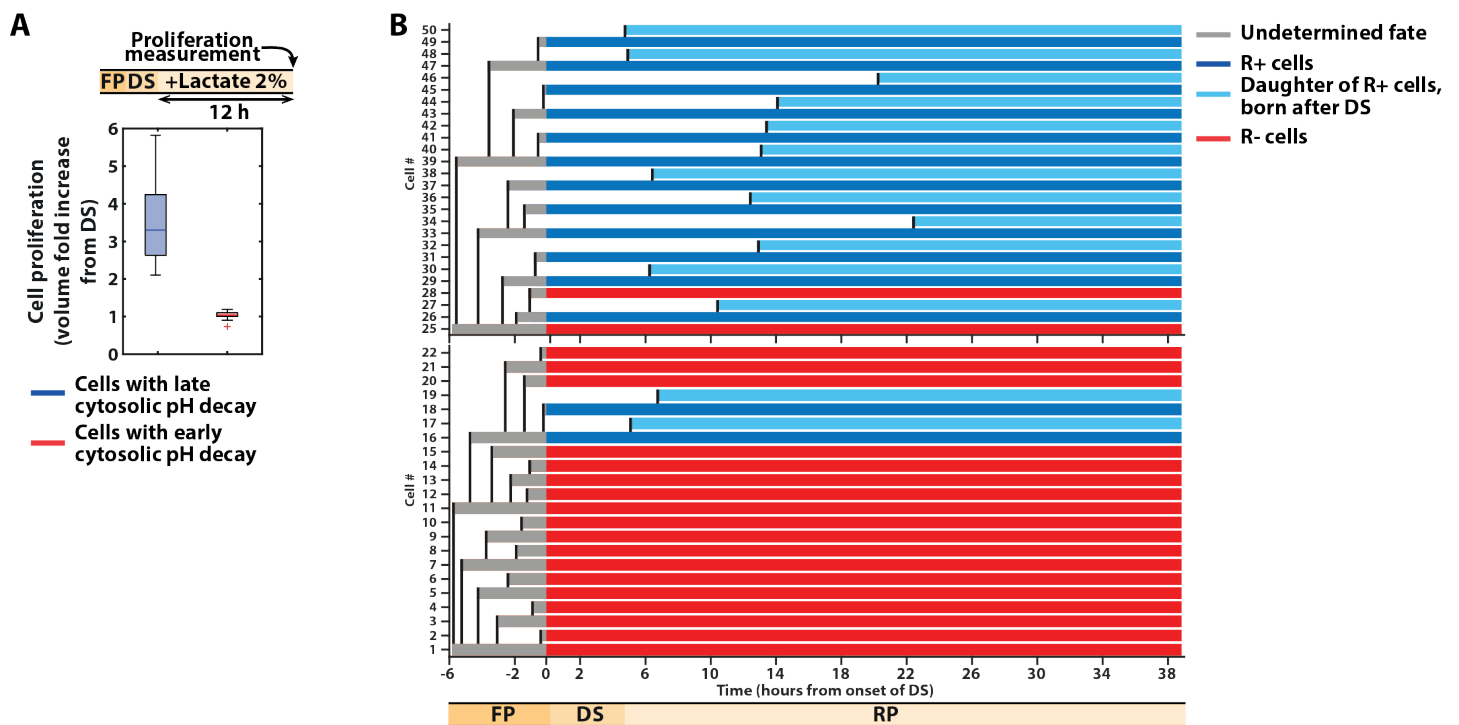 A
Proliferation
measurement
FP DS +Lactate 2%
12 h
6
5
4
3
2
1
0
Cell proliferation
(volume fold increase
from DS)
Cells with late
cytosolic pH decay
Cells with early
cytosolic pH decay
B
50
49
48
47
46
45
44
43
42
41
40
39
38
37
36
35
34
33
32
31
30
29
28
27
26
25
Cell #
22
21
20
19
18
17
16
15
14
13
12
11
10
9
8
7
6
5
4
3
2
1
Cell #
-6 -2 0 2 6 10 14 18 22 26 30 34 38
Time (hours from onset of DS)
FP DS RP
Undetermined fate
R+ cells
Daughter of R+ cells,
born after DS
R- cells